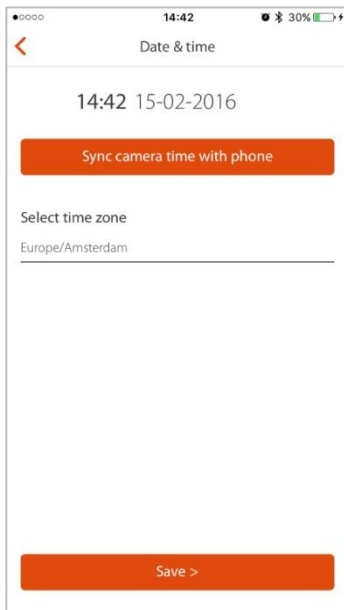 14:42 30%
Date & time
14:42 15-02-2016
Sync camera time with phone
Select time zone
Europe/Amsterdam
Save >